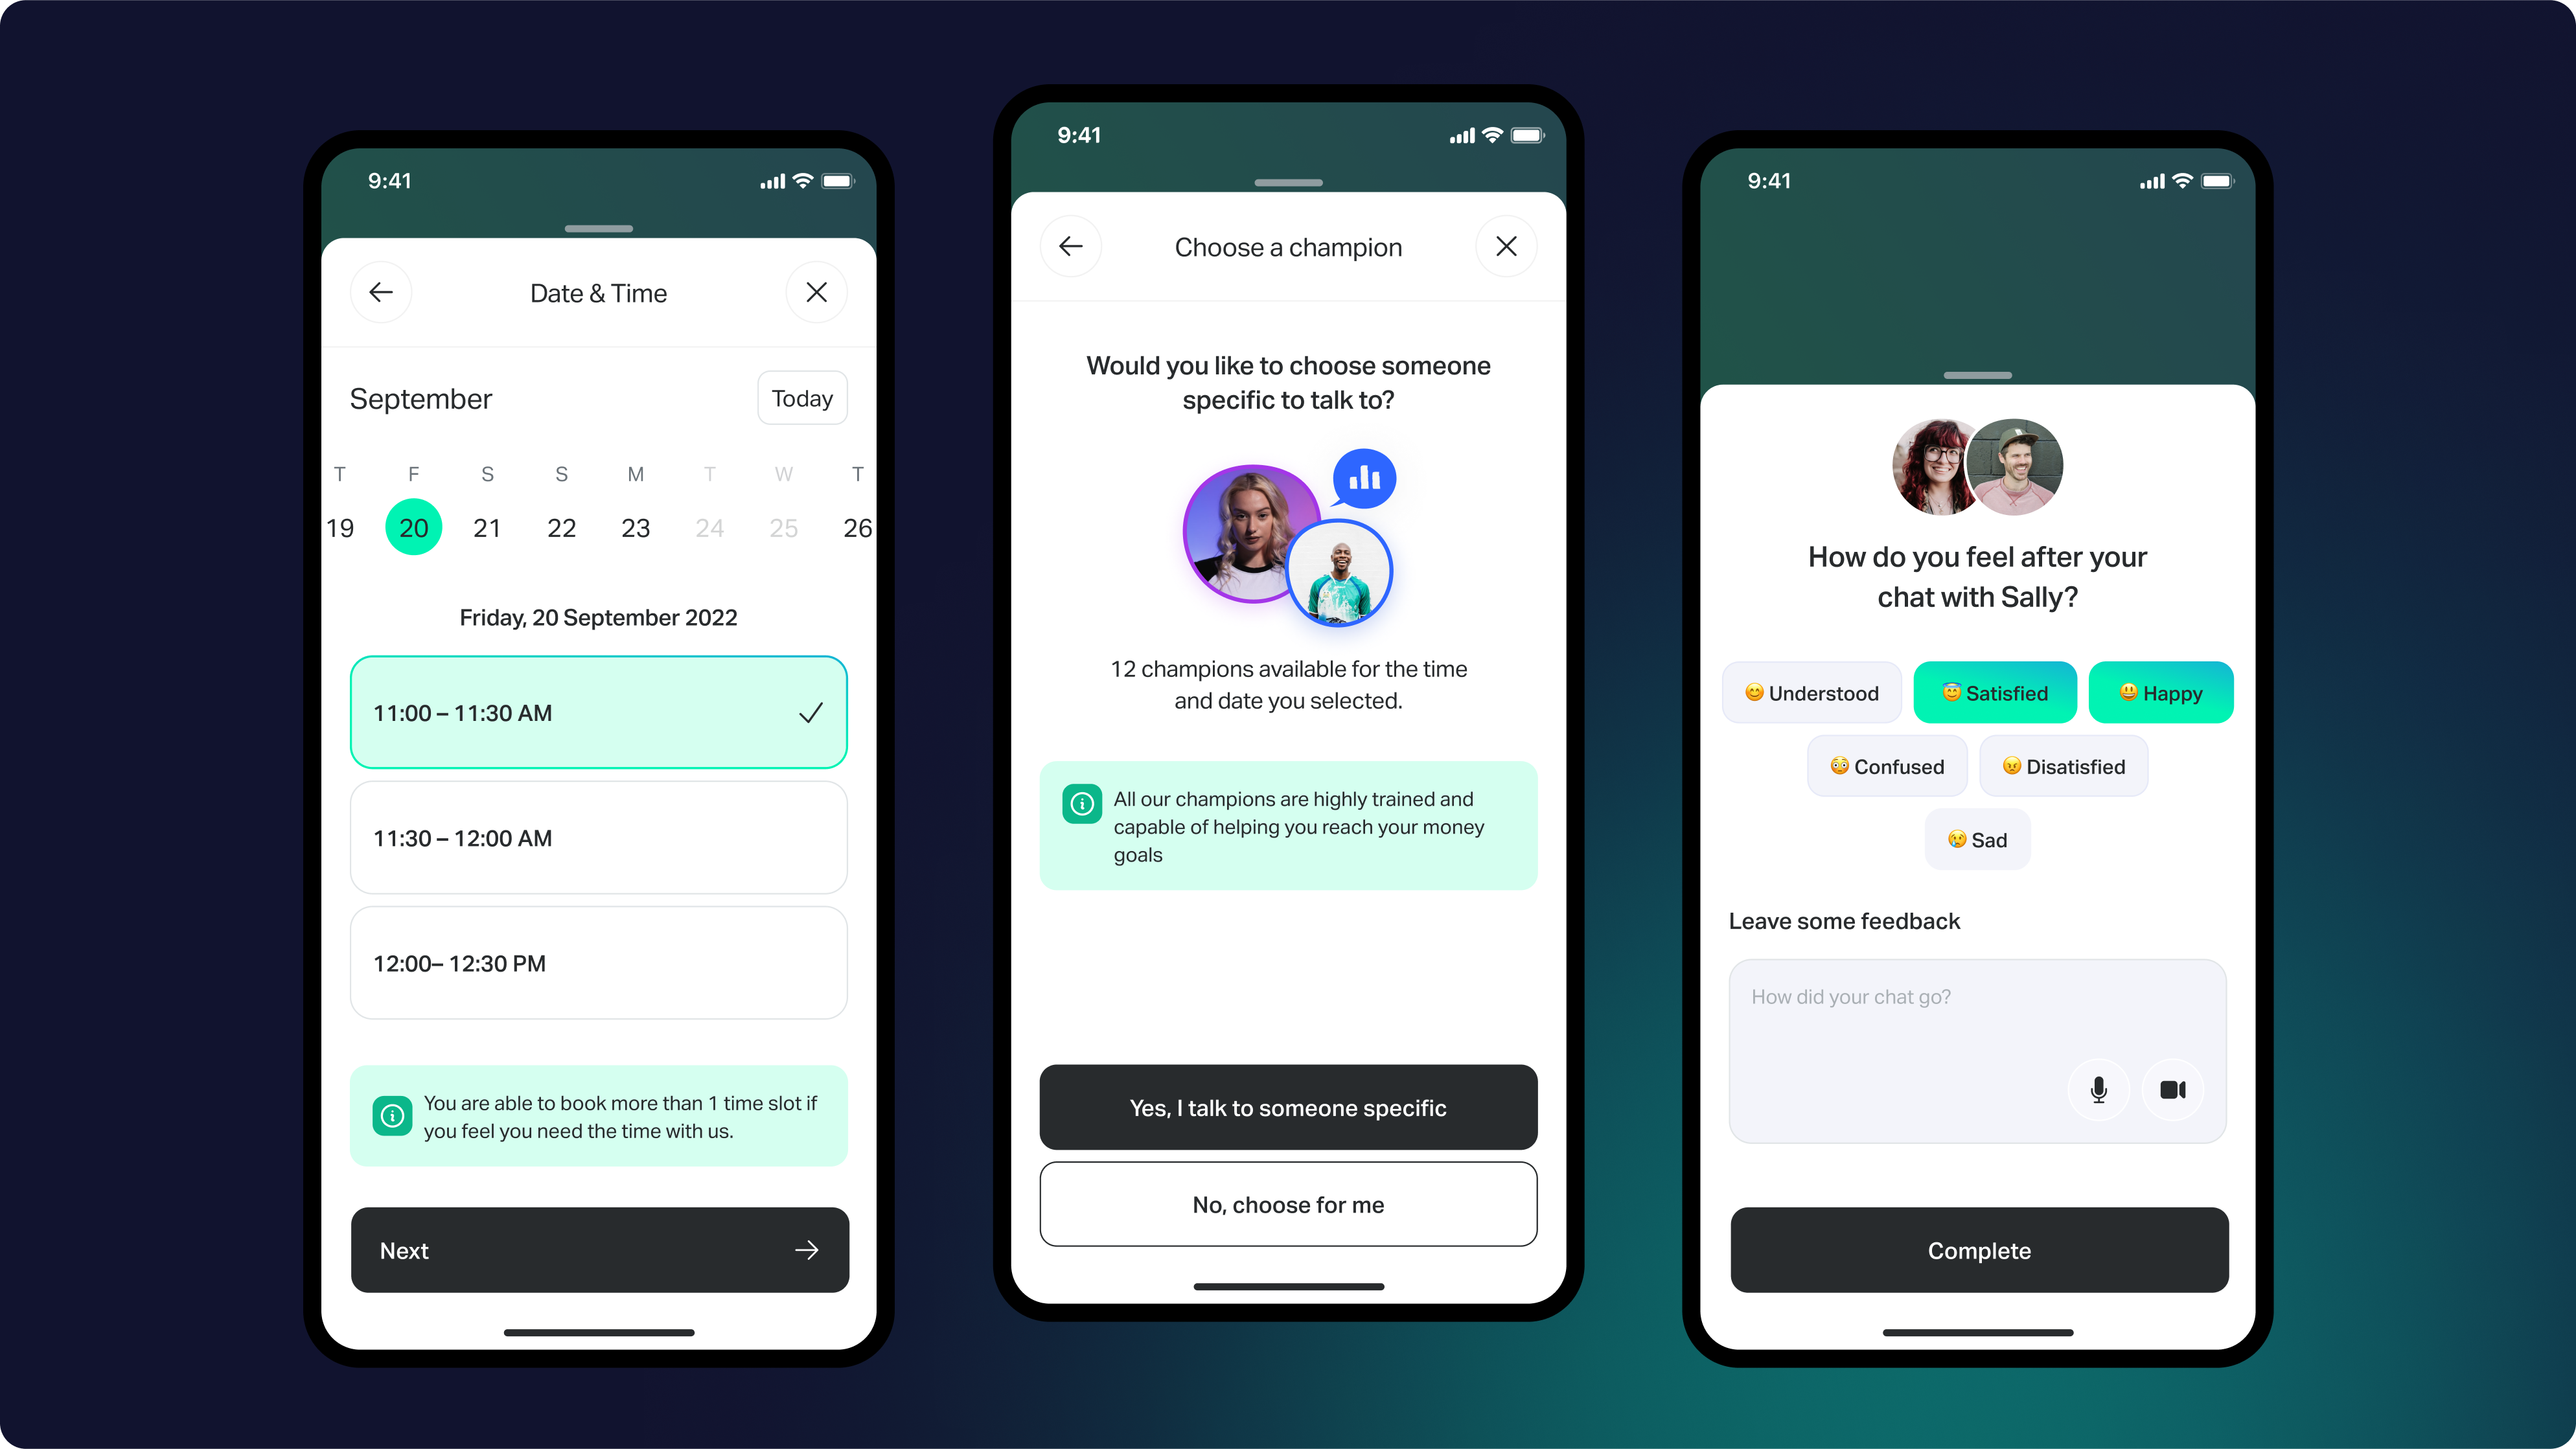 9:41
Date & Time
September
Today
T F S S M T W T
19 20 21 22 23 24 25 26
Friday, 20 September 2022
11:00 – 11:30 AM
11:30 – 12:00 AM
12:00– 12:30 PM
You are able to book more than 1 time slot if
you feel you need the time with us.
Next
9:41
Choose a champion
Would you like to choose someone
specific to talk to?
12 champions available for the time
and date you selected.
All our champions are highly trained and
capable of helping you reach your money
goals
Yes, I talk to someone specific
No, choose for me
9:41
How do you feel after your
chat with Sally?
😊 Understood 😇 Satisfied 😃 Happy
😳 Confused 😠 Disatisfied
😢 Sad
Leave some feedback
How did your chat go?
Complete